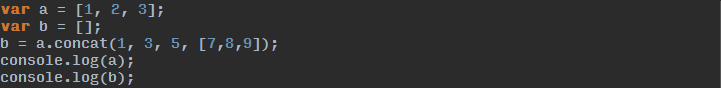 var a = [1, 2, 3];
var b = [];
b = a.concat(1, 3, 5, [7,8,9]);
console.log(a);
console.log(b);